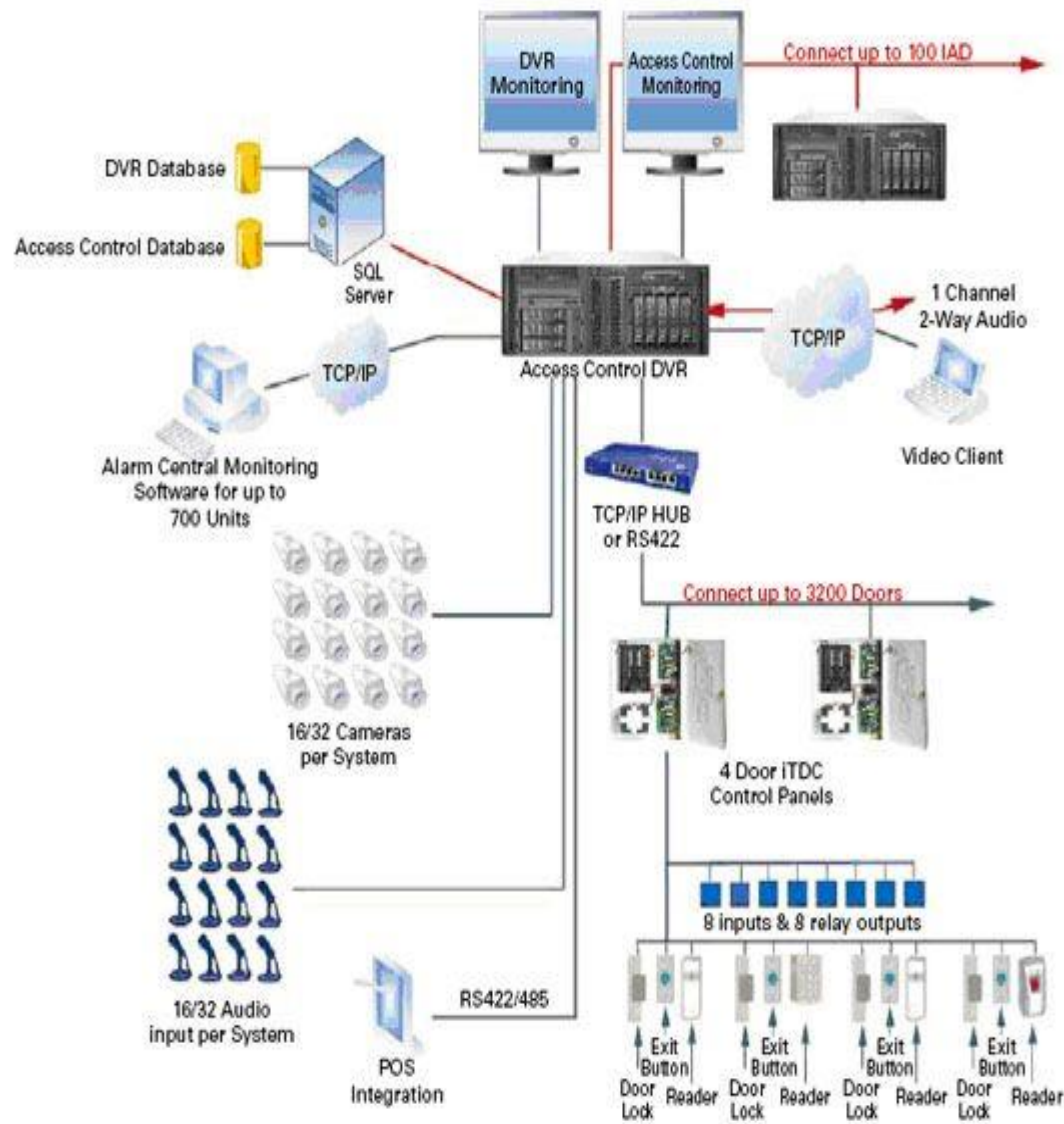 DVR
Monitoring
Access Control
Monitoring
Connect up to 100 IAD
DVR Database
Access Control Database
SQL
Server
TCP/IP
Access Control DVR
TCP/IP
1 Channel
2-Way Audio
Video Client
Alarm Central Monitoring
Software for up to
700 Units
TCP/IP HUB
or RS422
Connect up to 3200 Doors
16/32 Cameras
per System
4 Door iTDC
Control Panels
8 inputs & 8 relay outputs
16/32 Audio
input per System
RS422/485
POS
Integration
Door
Lock
Exit
Button
Reader
Door
Lock
Exit
Button
Reader
Door
Lock
Exit
Button
Reader
Door
Lock
Exit
Button
Reader